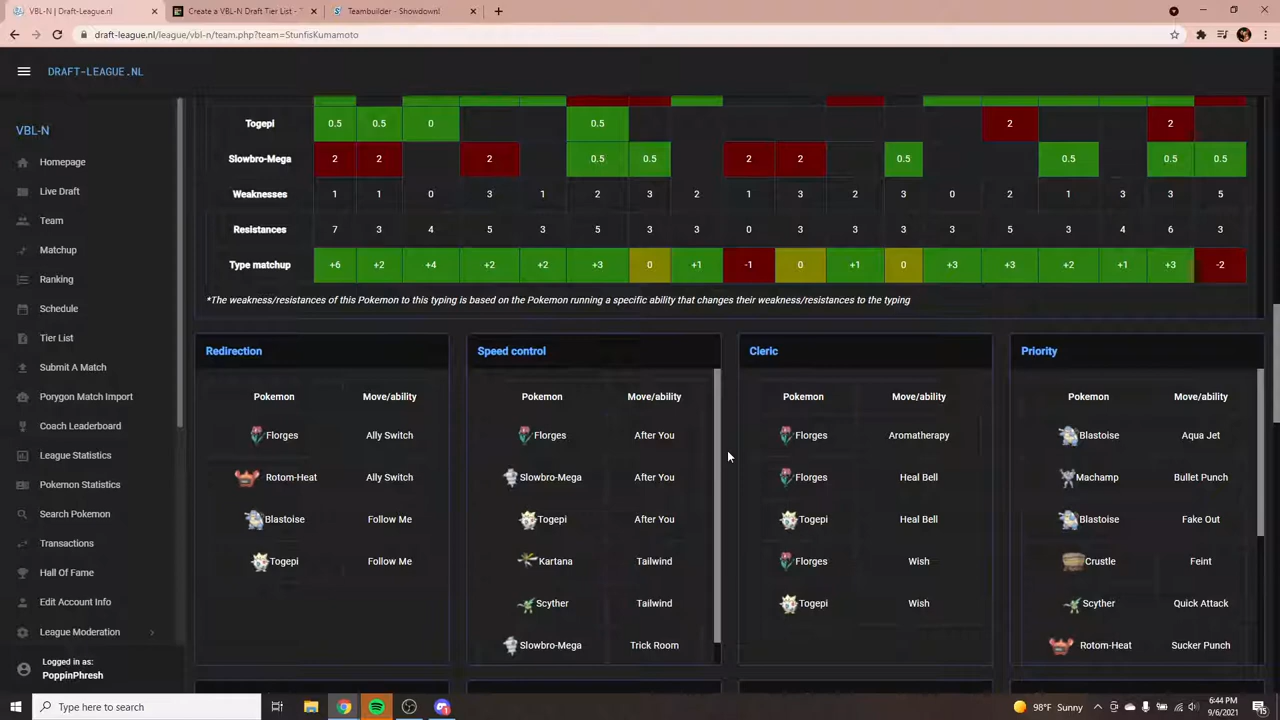 VBL-N | Draft-League.nl
Create a VBL-N Draft Tier List -
Teambuilder - Showdown!
draft-league.nl/league/vbl-n/team.php?team=StunfisKumamoto
DRAFT-LEAGUE.NL
VBL-N
Homepage
Live Draft
Team
Matchup
Ranking
Schedule
Tier List
Submit A Match
Porygon Match Import
Coach Leaderboard
League Statistics
Pokemon Statistics
Search Pokemon
Transactions
Hall Of Fame
Edit Account Info
League Moderation
Logged in as:
PoppinPhresh
Togepi 0.5 0.5 0 0.5 2 2
Slowbro-Mega 2 2 2 0.5 0.5 2 2 0.5 0.5 0.5 0.5
Weaknesses 1 1 0 3 1 2 3 2 1 3 2 3 0 2 1 3 3 5
Resistances 7 3 4 5 3 5 3 3 0 3 3 3 3 5 3 4 6 3
Type matchup +6 +2 +4 +2 +2 +3 0 +1 -1 0 +1 0 +3 +3 +2 +1 +3 -2
*The weakness/resistances of this Pokemon to this typing is based on the Pokemon running a specific ability that changes their weakness/resistances to the typing
Redirection
Pokemon Move/ability
Florges Ally Switch
Rotom-Heat Ally Switch
Blastoise Follow Me
Togepi Follow Me
Speed control
Pokemon Move/ability
Florges After You
Slowbro-Mega After You
Togepi After You
Kartana Tailwind
Scyther Tailwind
Slowbro-Mega Trick Room
Cleric
Pokemon Move/ability
Florges Aromatherapy
Florges Heal Bell
Togepi Heal Bell
Florges Wish
Togepi Wish
Priority
Pokemon Move/ability
Blastoise Aqua Jet
Machamp Bullet Punch
Blastoise Fake Out
Crustle Feint
Scyther Quick Attack
Rotom-Heat Sucker Punch
Type here to search
98°F Sunny
6:44 PM
9/6/2021